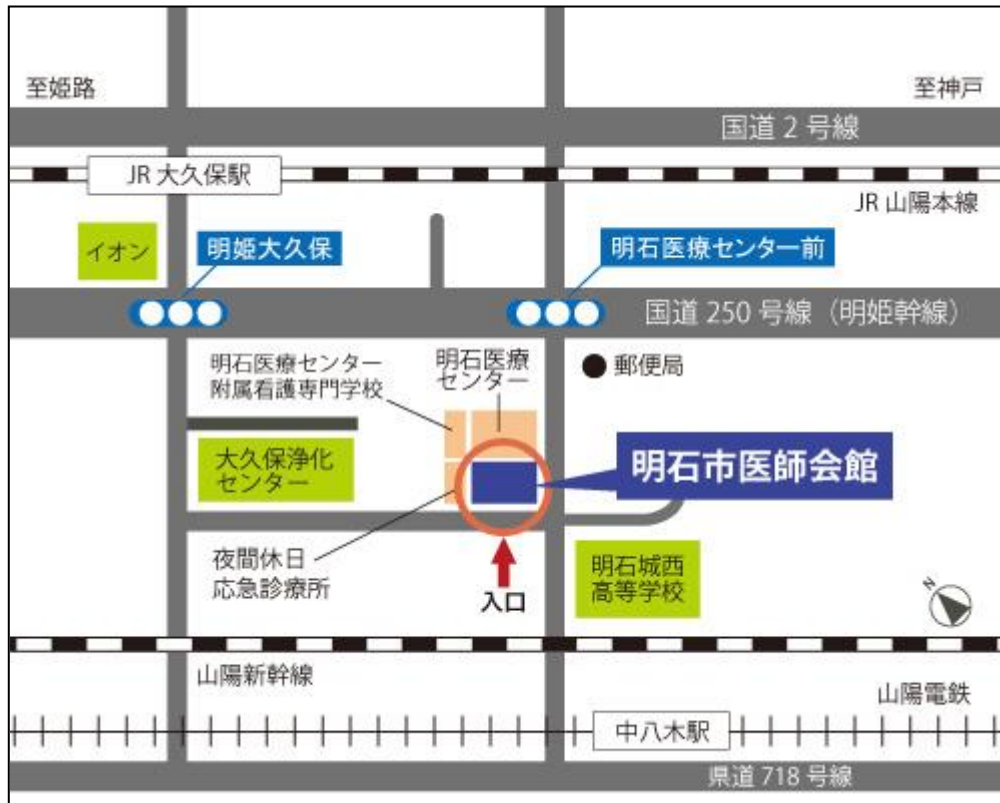 至姫路
至神戸
国道 2 号線
JR 大久保駅
JR 山陽本線
イオン
明姫大久保
明石医療センター前
国道 250 号線（明姫幹線）
明石医療センター
附属看護専門学校
明石医療
センター
郵便局
大久保浄化
センター
明石市医師会館
夜間休日
応急診療所
入口
明石城西
高等学校
N
山陽新幹線
山陽電鉄
中八木駅
県道 718 号線